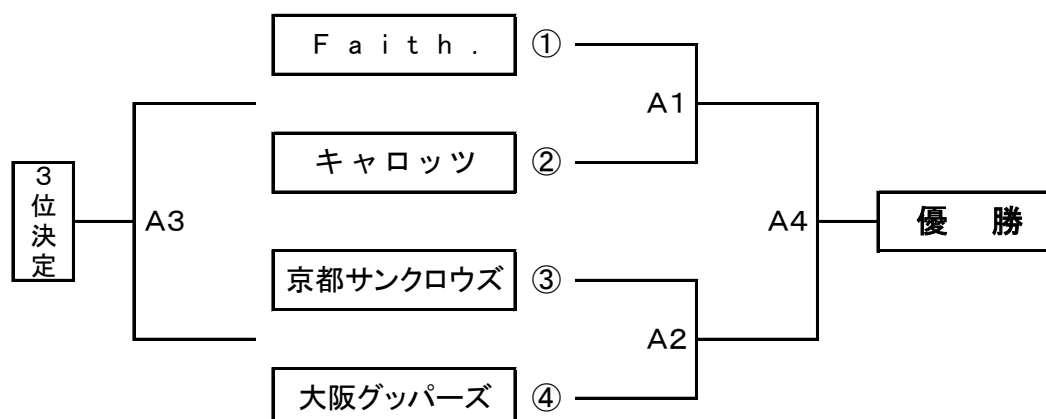 Ｆａｉｔｈ． ①
Ａ１
キャロッツ ②
３位決定
Ａ３
Ａ４
優　勝
京都サンクロウズ ③
Ａ２
大阪グッパーズ ④